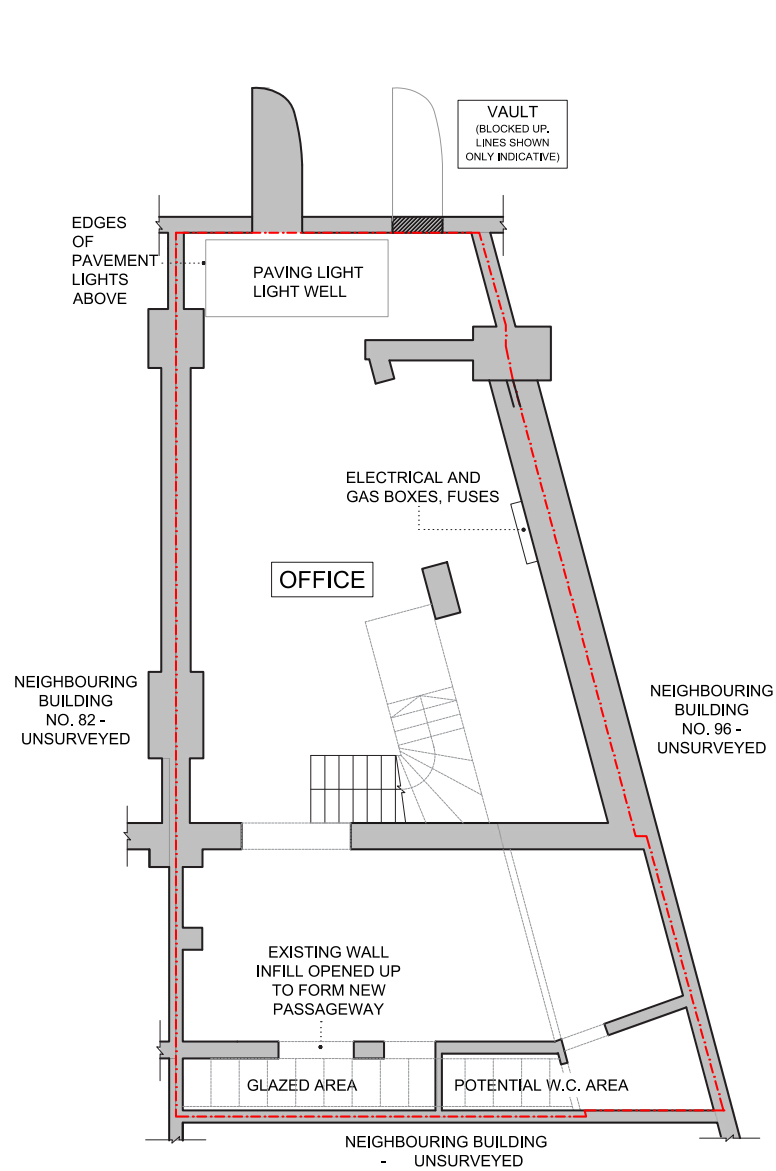 VAULT
(BLOCKED UP.
LINES SHOWN
ONLY INDICATIVE)
EDGES
OF
PAVEMENT
LIGHTS
ABOVE
PAVING LIGHT
LIGHT WELL
ELECTRICAL AND
GAS BOXES, FUSES
OFFICE
NEIGHBOURING
BUILDING
NO. 82 -
UNSURVEYED
NEIGHBOURING
BUILDING
NO. 96 -
UNSURVEYED
EXISTING WALL
INFILL OPENED UP
TO FORM NEW
PASSAGEWAY
GLAZED AREA
POTENTIAL W.C. AREA
NEIGHBOURING BUILDING
- UNSURVEYED